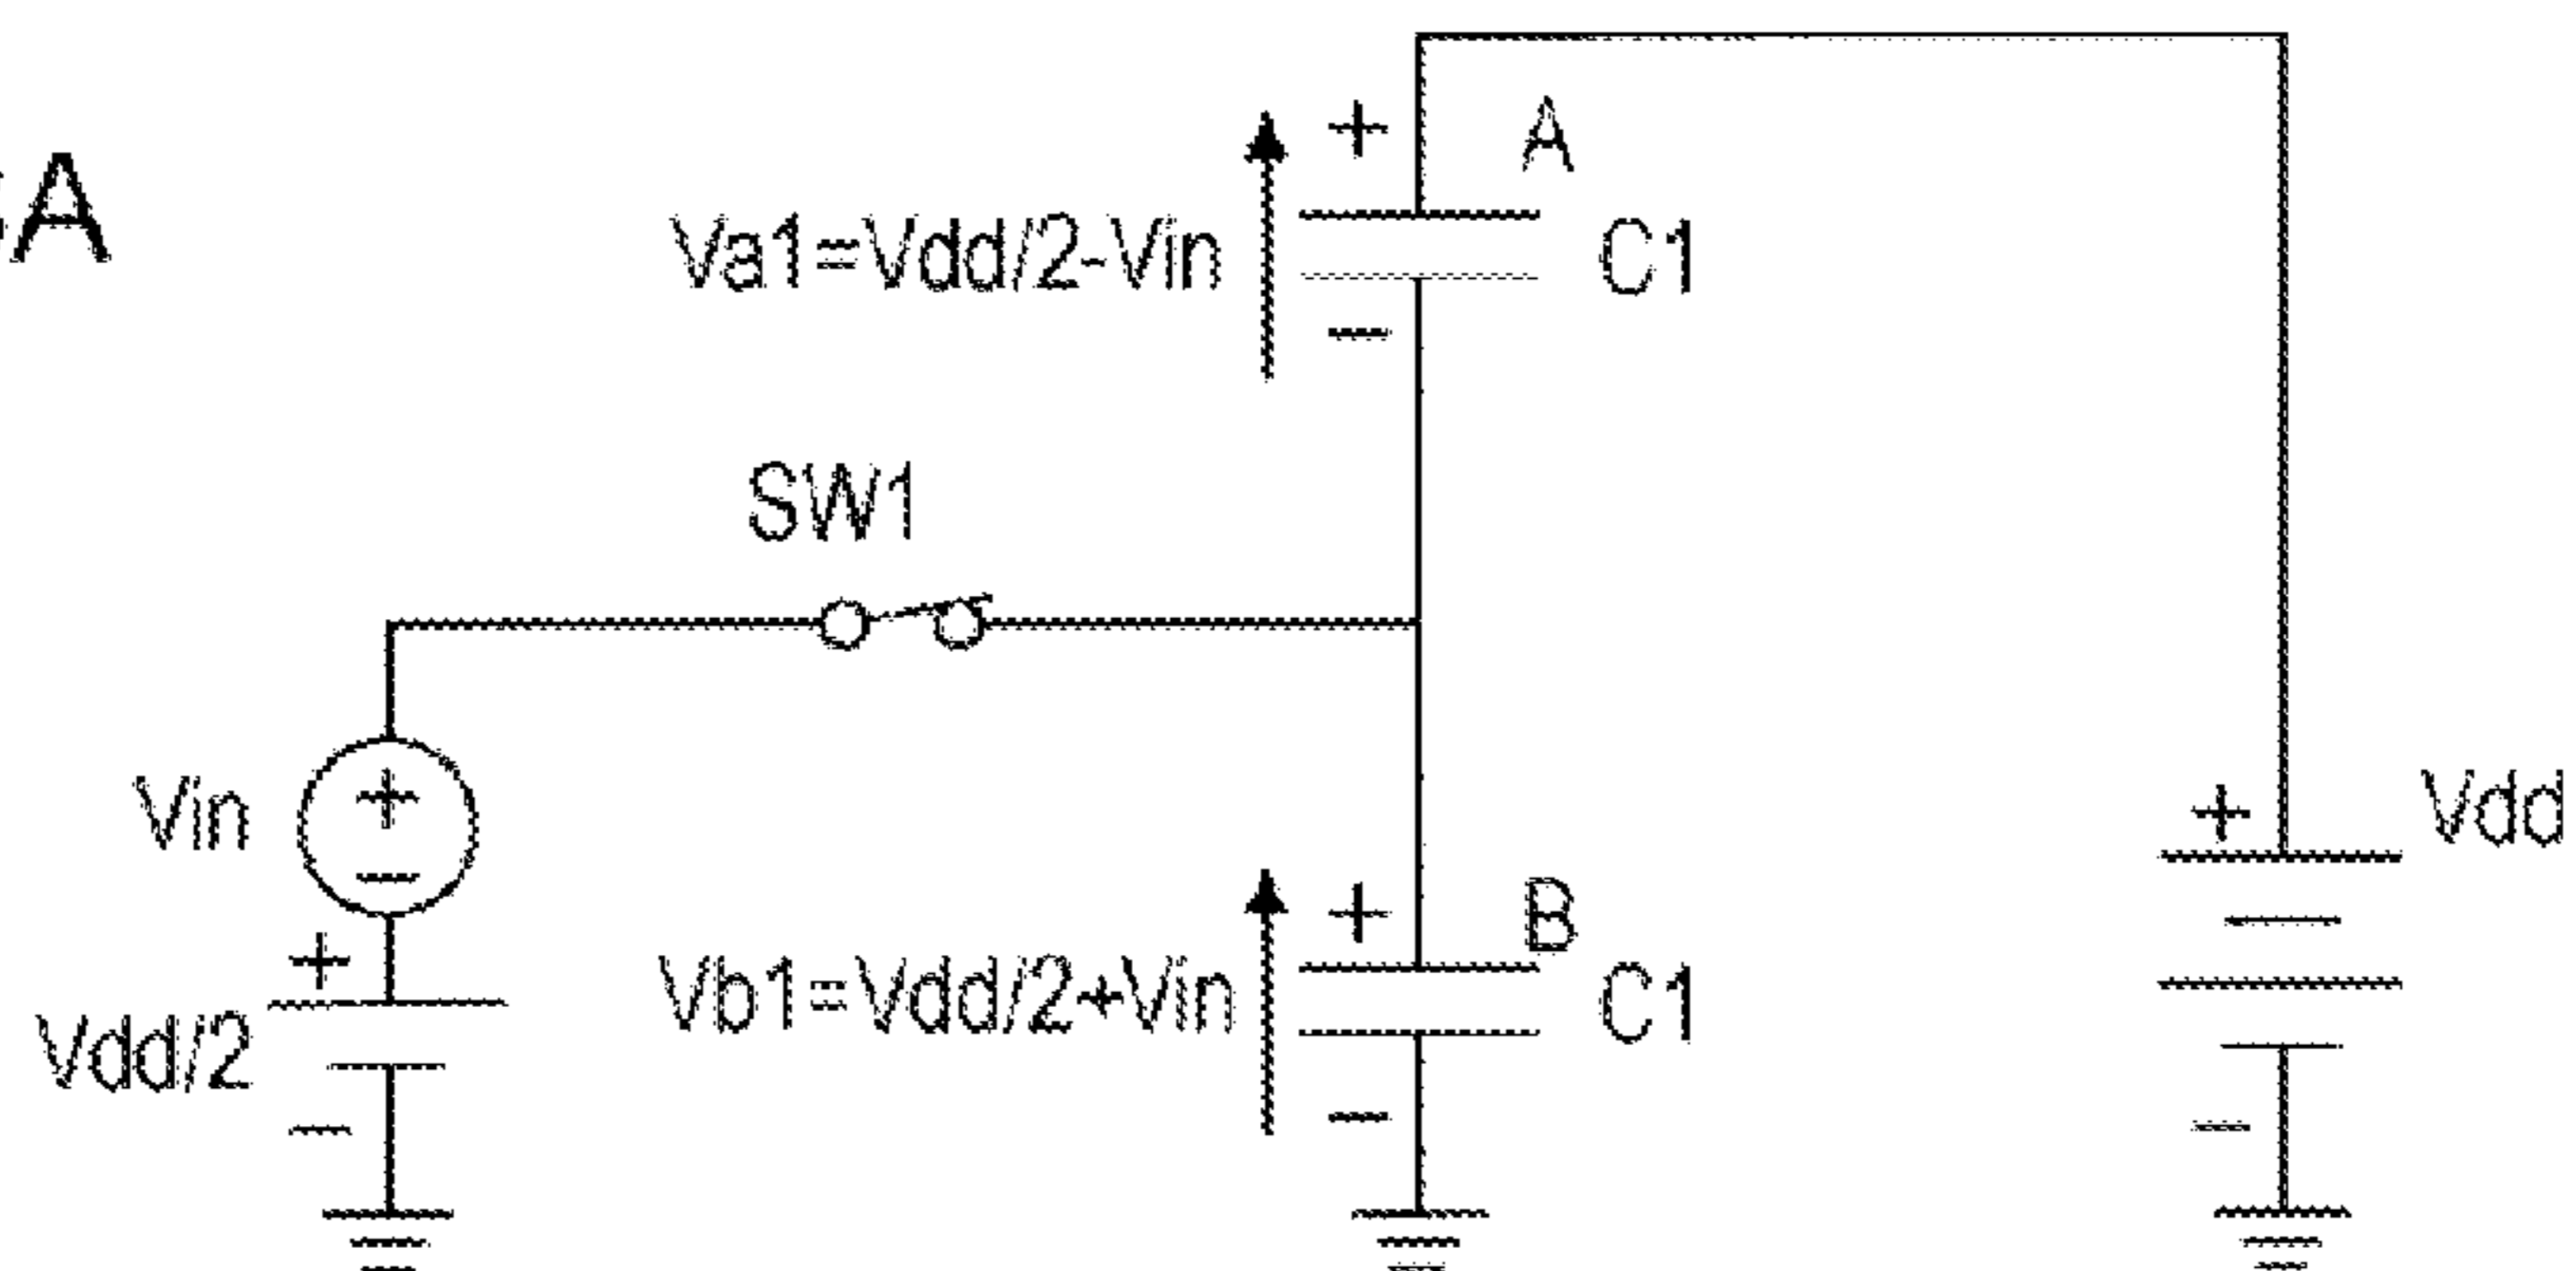 A
+ A
Va1=Vdd/2-Vin C1
−
SW1
Vin + −
+ Vdd
+ B
+
Vb1=Vdd/2+Vin C1
Vdd/2
− − −